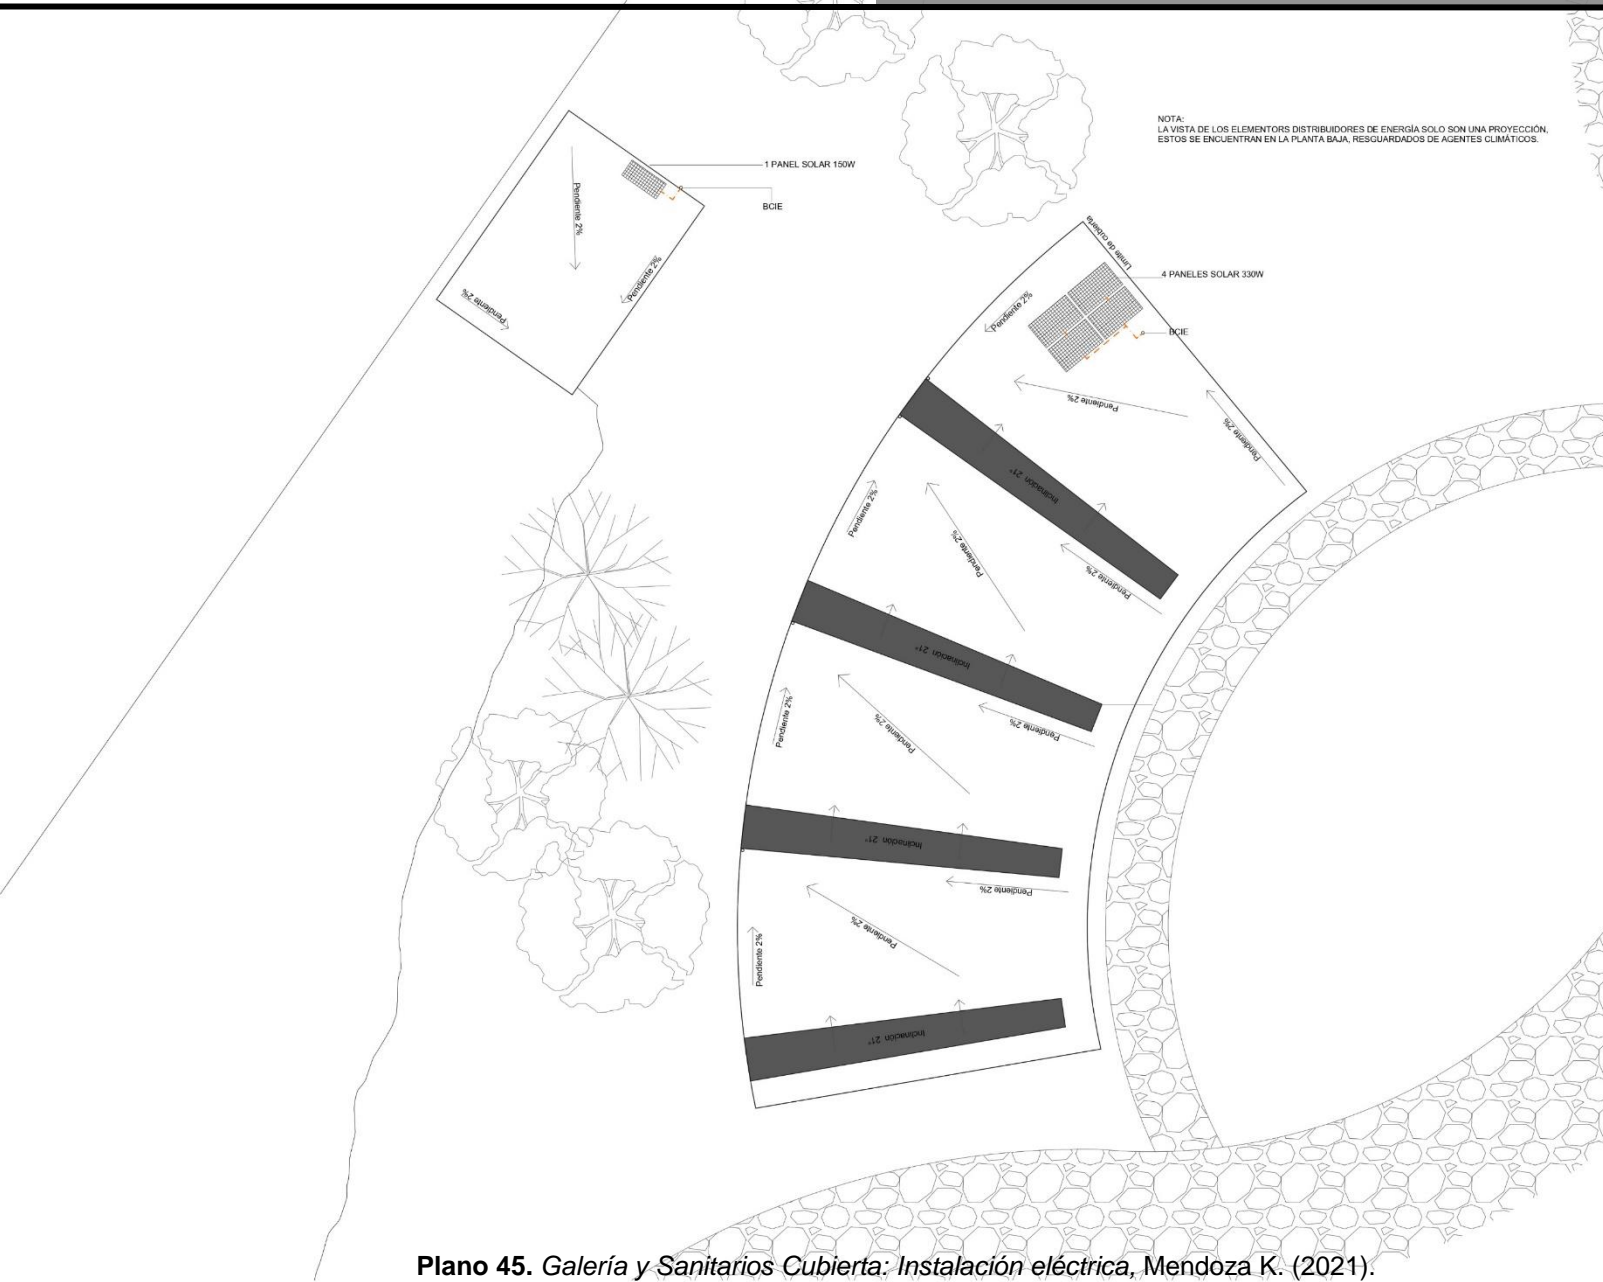 NOTA:
LA VISTA DE LOS ELEMENTORS DISTRIBUIDORES DE ENERGÍA SOLO SON UNA PROYECCIÓN,
ESTOS SE ENCUENTRAN EN LA PLANTA BAJA, RESGUARDADOS DE AGENTES CLIMÁTICOS.
1 PANEL SOLAR 150W
BCIE
Pendiente 2%
Pendiente 2%
Pendiente 2%
Limite de cubierta
4 PANELES SOLAR 330W
BCIE
Pendiente 2%
Pendiente 2%
Pendiente 2%
Inclinación 21°
Pendiente 2%
Pendiente 2%
Pendiente 2%
Inclinación 21°
Pendiente 2%
Pendiente 2%
Pendiente 2%
Inclinación 21°
Pendiente 2%
Pendiente 2%
Pendiente 2%
Inclinación 21°
Plano 45. Galería y Sanitarios Cubierta: Instalación eléctrica, Mendoza K. (2021).